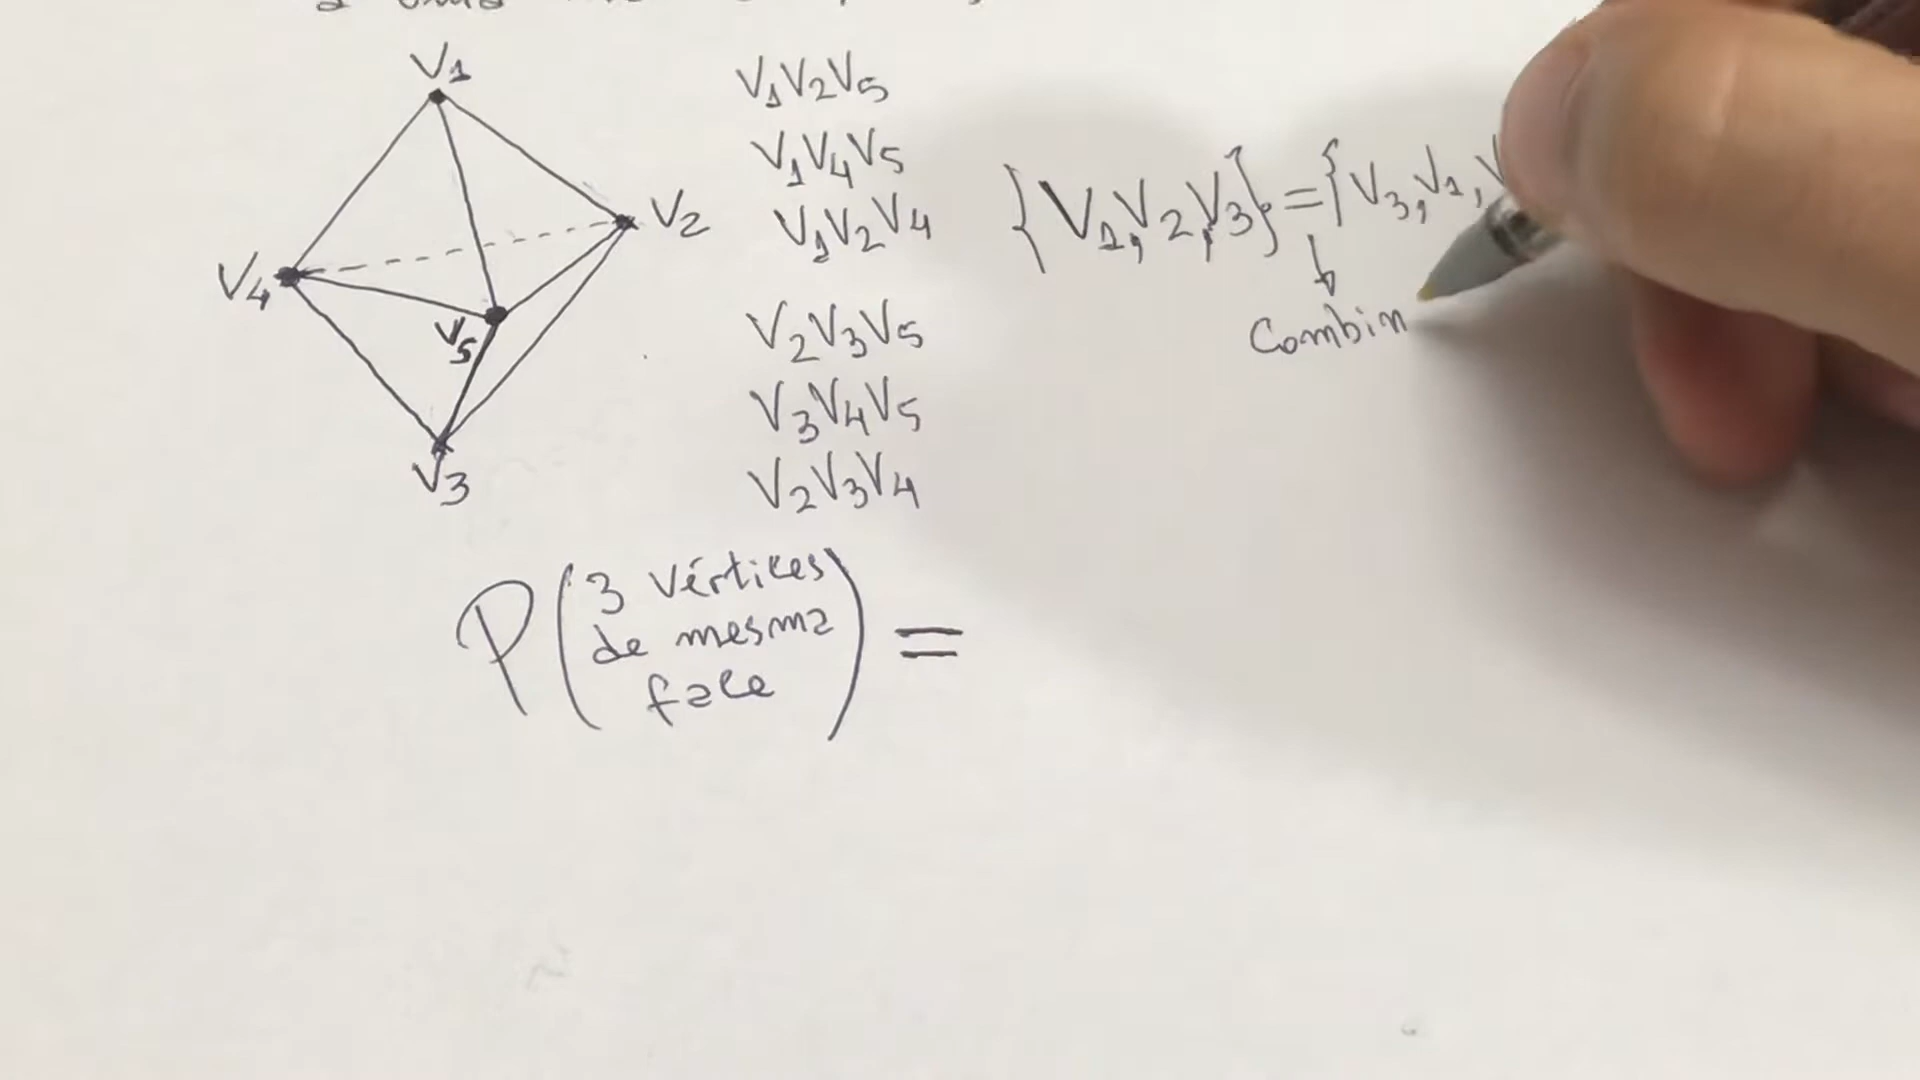 V1
V2
V4
V5
V3
V1V2V5
V1V4V5
V1V2V4
V2V3V5
V3V4V5
V2V3V4
{V1,V2,V3} = {V3,V1,V
Combin
P(3 vértices
de mesma
face) =